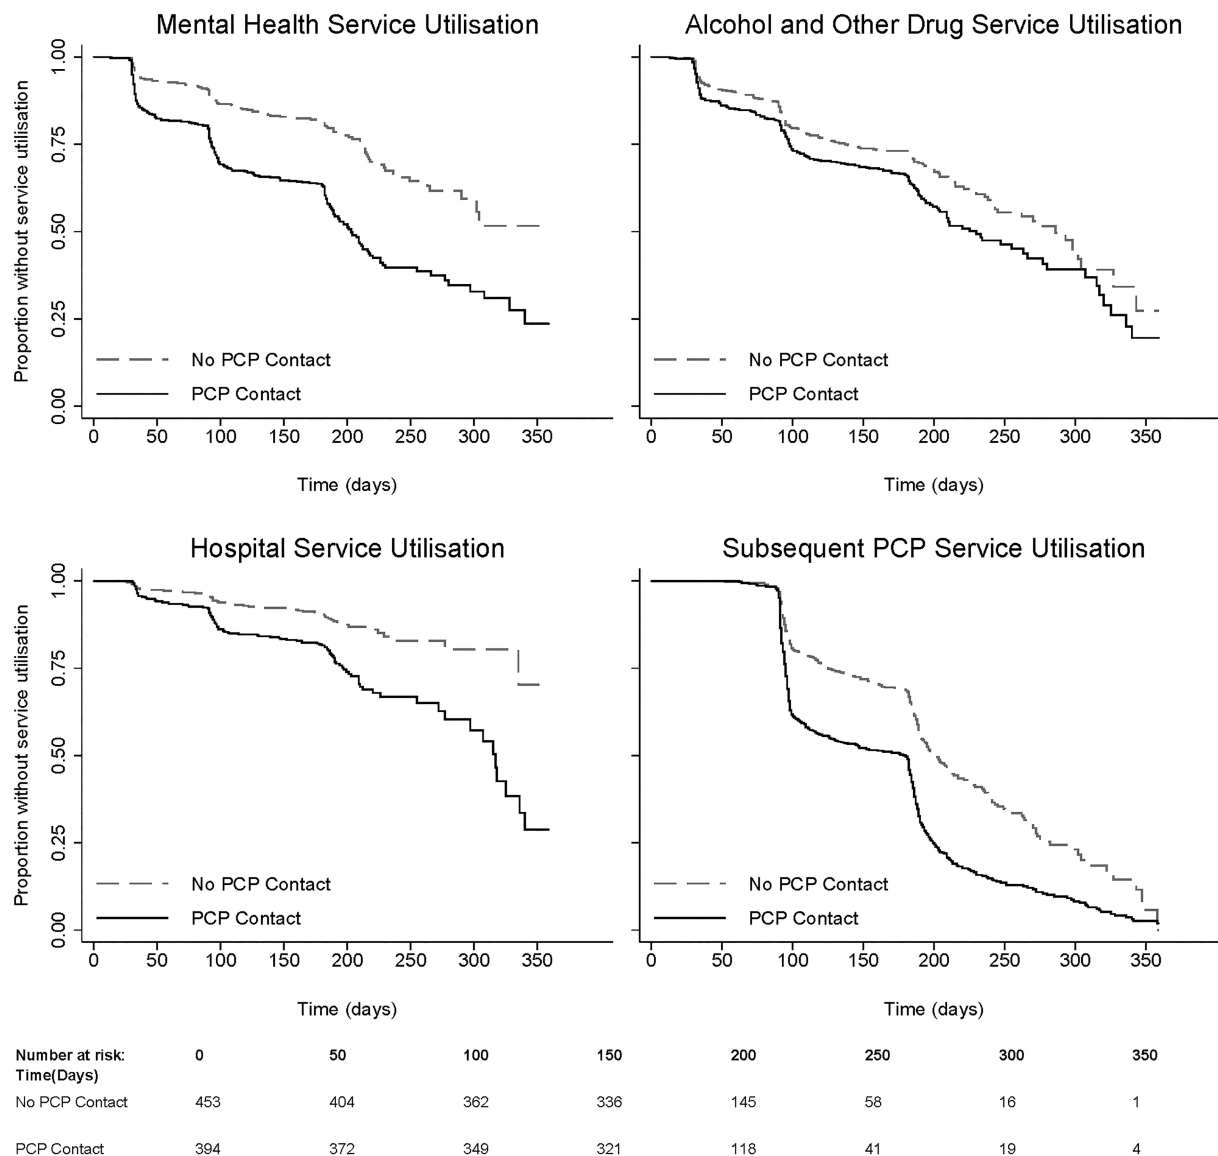 Mental Health Service Utilisation
Proportion without service utilisation
1.00
0.75
0.50
0.25
0.00
No PCP Contact
PCP Contact
0 50 100 150 200 250 300 350
Time (days)
Alcohol and Other Drug Service Utilisation
No PCP Contact
PCP Contact
0 50 100 150 200 250 300 350
Time (days)
Hospital Service Utilisation
Proportion without service utilisation
1.00
0.75
0.50
0.25
0.00
No PCP Contact
PCP Contact
0 50 100 150 200 250 300 350
Time (days)
Subsequent PCP Service Utilisation
No PCP Contact
PCP Contact
0 50 100 150 200 250 300 350
Time (days)
Number at risk: 0 50 100 150 200 250 300 350
Time(Days)
No PCP Contact 453 404 362 336 145 58 16 1
PCP Contact 394 372 349 321 118 41 19 4